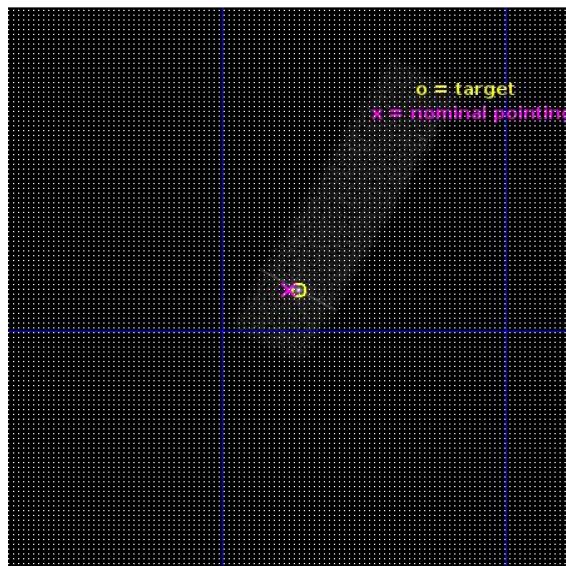 o = target
x = nominal pointing